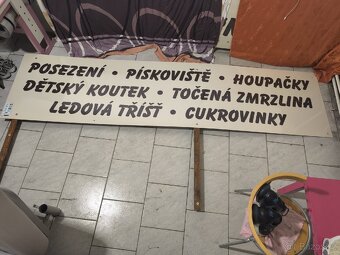 POSEZENÍ • PÍSKOVIŠTĚ • HOUPAČKY
DĚTSKÝ KOUTEK • TOČENÁ ZMRZLINA
LEDOVÁ TŘÍŠŤ • CUKROVINKY